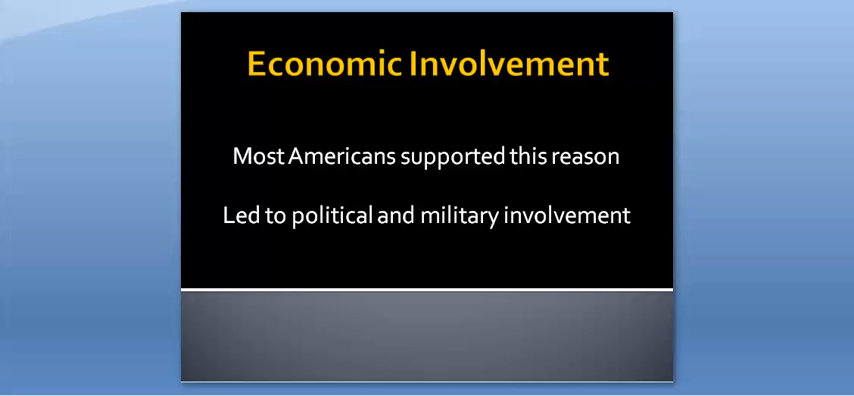 Economic Involvement
Most Americans supported this reason
Led to political and military involvement